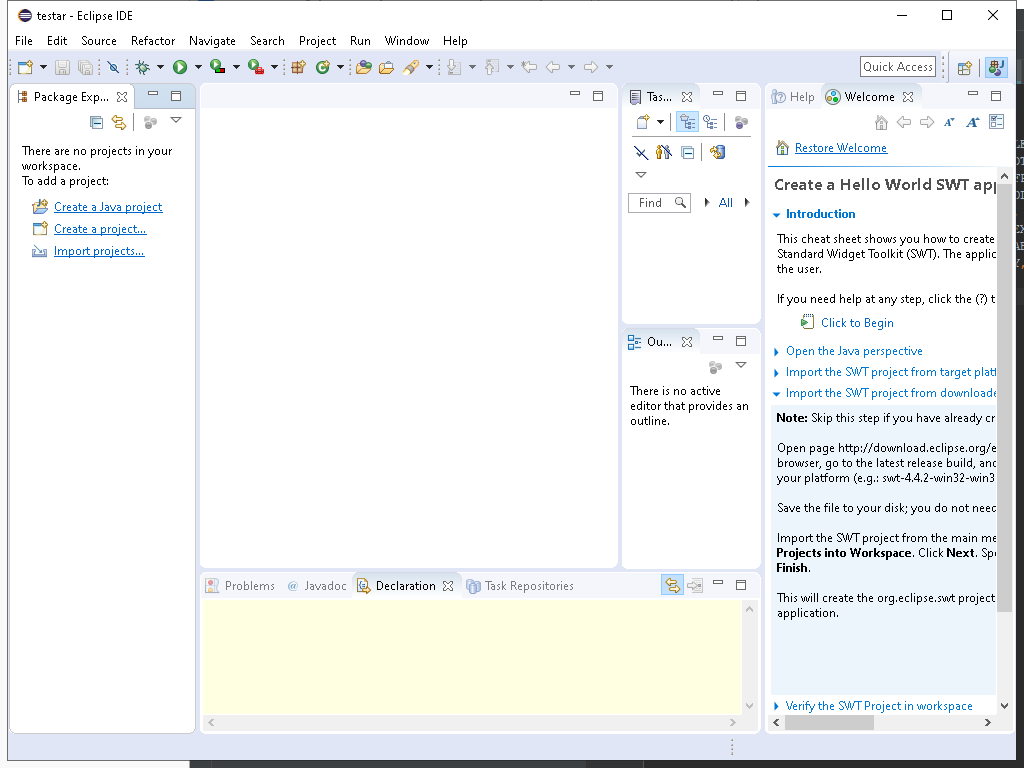 testar - Eclipse IDE
File Edit Source Refactor Navigate Search Project Run Window Help
Quick Access
Package Exp...
There are no projects in your
workspace.
To add a project:
Create a Java project
Create a project...
Import projects...
Tas...
Find
All
Ou...
There is no active
editor that provides an
outline.
Problems @ Javadoc Declaration Task Repositories
Help Welcome
Restore Welcome
Create a Hello World SWT app
Introduction
This cheat sheet shows you how to create
Standard Widget Toolkit (SWT). The applic
the user.
If you need help at any step, click the (?) t
Click to Begin
Open the Java perspective
Import the SWT project from target platf
Import the SWT project from downloade
Note: Skip this step if you have already cr
Open page http://download.eclipse.org/e
browser, go to the latest release build, and
your platform (e.g.: swt-4.4.2-win32-win3
Save the file to your disk; you do not need
Import the SWT project from the main me
Projects into Workspace. Click Next. Spe
Finish.
This will create the org.eclipse.swt project
application.
Verify the SWT Project in workspace